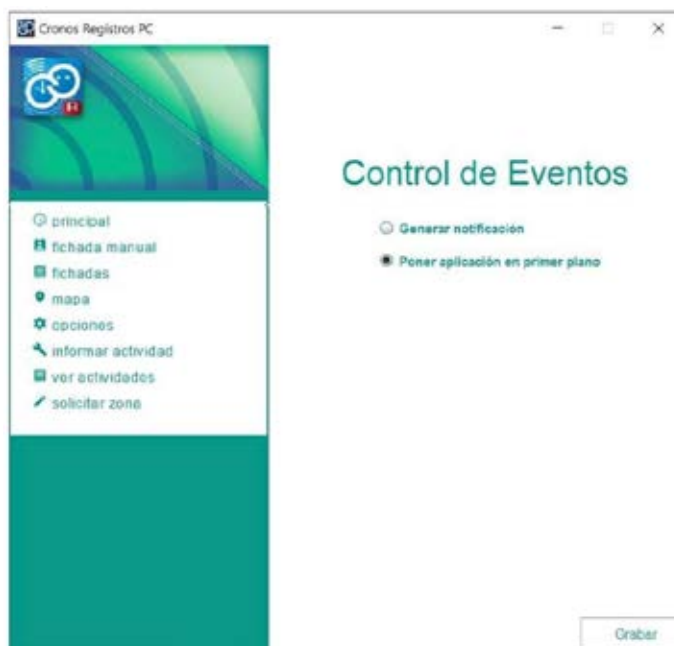 Cronos Registros PC
Control de Eventos
principal
fichada manual
fichadas
mapa
opciones
informar actividad
ver actividades
solicitar zona
Generar notificación
Poner aplicación en primer plano
Grabar